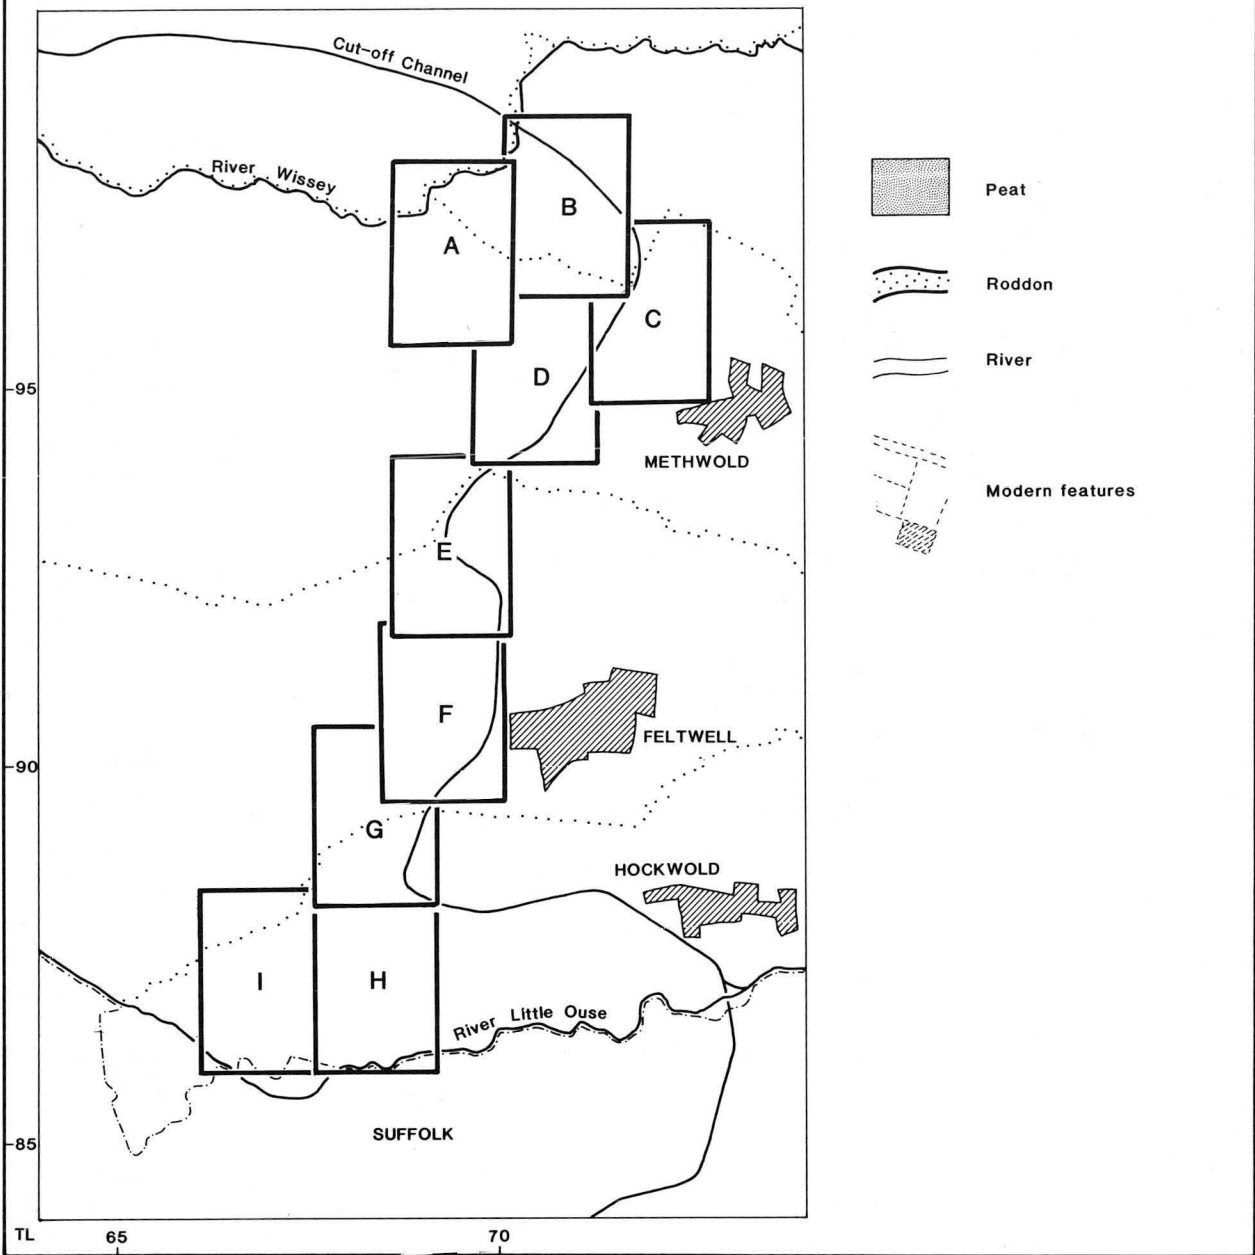 Cut-off Channel
River Wissey
B
A
C
Peat
Roddon
River
Modern features
95
D
METHWOLD
E
F
FELTWELL
90
G
HOCKWOLD
I
H
River Little Ouse
SUFFOLK
85
TL
65
70